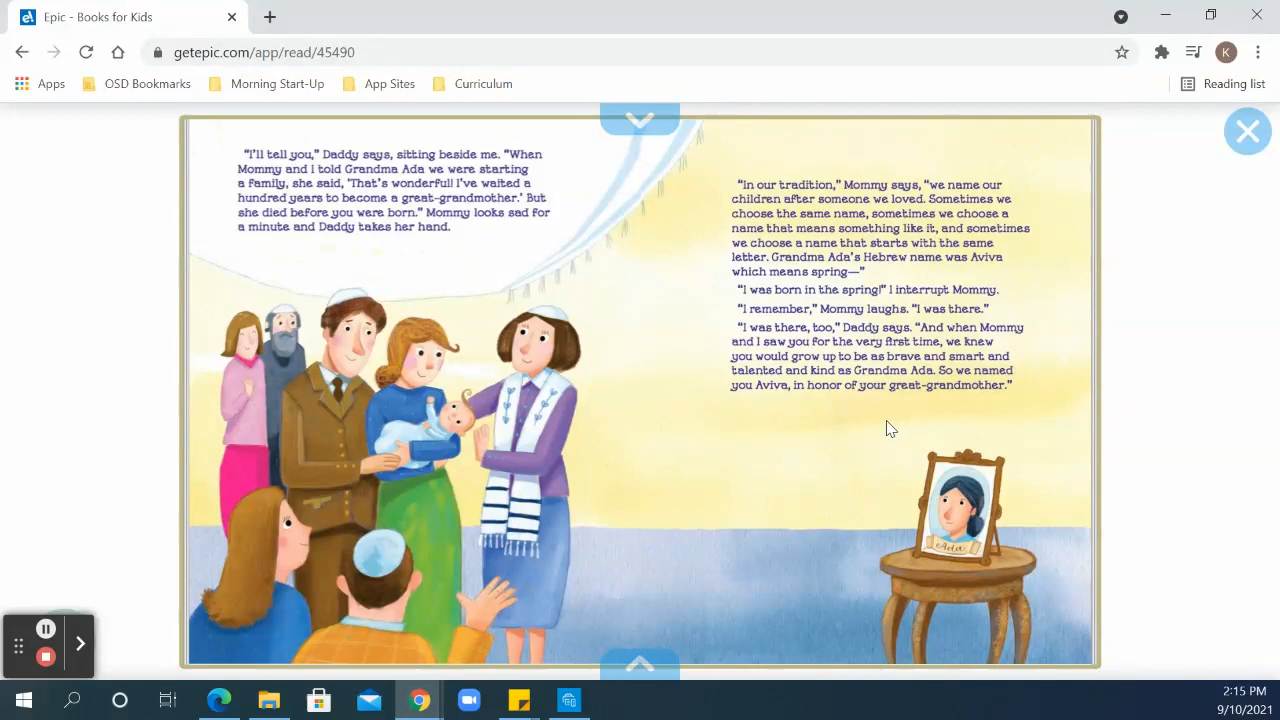 Epic - Books for Kids
getepic.com/app/read/45490
K
Apps
OSD Bookmarks
Morning Start-Up
App Sites
Curriculum
Reading list
"I'll tell you," Daddy says, sitting beside me. "When
Mommy and I told Grandma Ada we were starting
a family, she said, 'That's wonderful! I've waited a
hundred years to become a great-grandmother.' But
she died before you were born." Mommy looks sad for
a minute and Daddy takes her hand.
"In our tradition," Mommy says, "we name our
children after someone we loved. Sometimes we
choose the same name, sometimes we choose a
name that means something like it, and sometimes
we choose a name that starts with the same
letter. Grandma Ada's Hebrew name was Aviva
which means spring—"
"I was born in the spring!" I interrupt Mommy.
"I remember," Mommy laughs. "I was there."
"I was there, too," Daddy says. "And when Mommy
and I saw you for the very first time, we knew
you would grow up to be as brave and smart and
talented and kind as Grandma Ada. So we named
you Aviva, in honor of your great-grandmother."
Ada
2:15 PM
9/10/2021